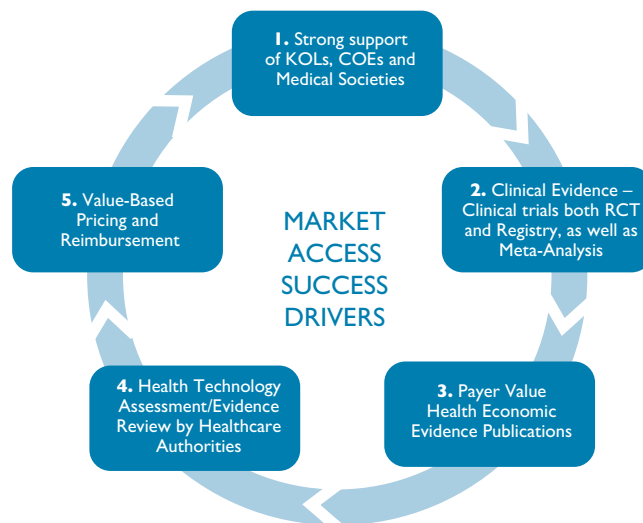 1. Strong support
of KOLs, COEs and
Medical Societies
2. Clinical Evidence –
Clinical trials both RCT
and Registry, as well as
Meta-Analysis
3. Payer Value
Health Economic
Evidence Publications
4. Health Technology
Assessment/Evidence
Review by Healthcare
Authorities
5. Value-Based
Pricing and
Reimbursement
MARKET
ACCESS
SUCCESS
DRIVERS